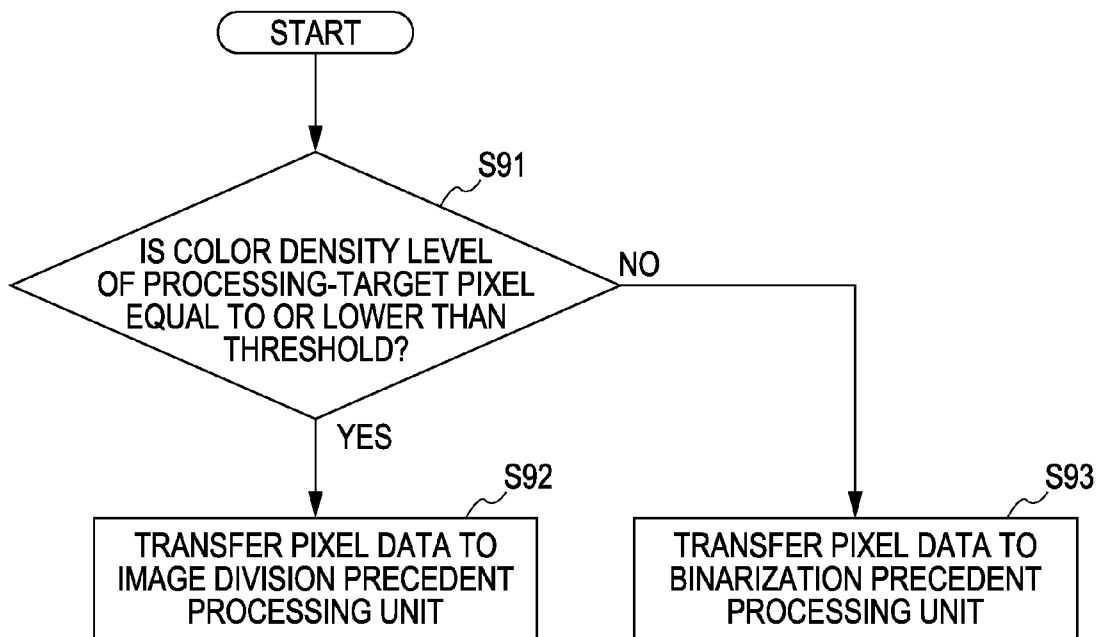 START
S91
IS COLOR DENSITY LEVEL
OF PROCESSING-TARGET PIXEL
EQUAL TO OR LOWER THAN
THRESHOLD?
NO
YES
S92
TRANSFER PIXEL DATA TO
IMAGE DIVISION PRECEDENT
PROCESSING UNIT
S93
TRANSFER PIXEL DATA TO
BINARIZATION PRECEDENT
PROCESSING UNIT